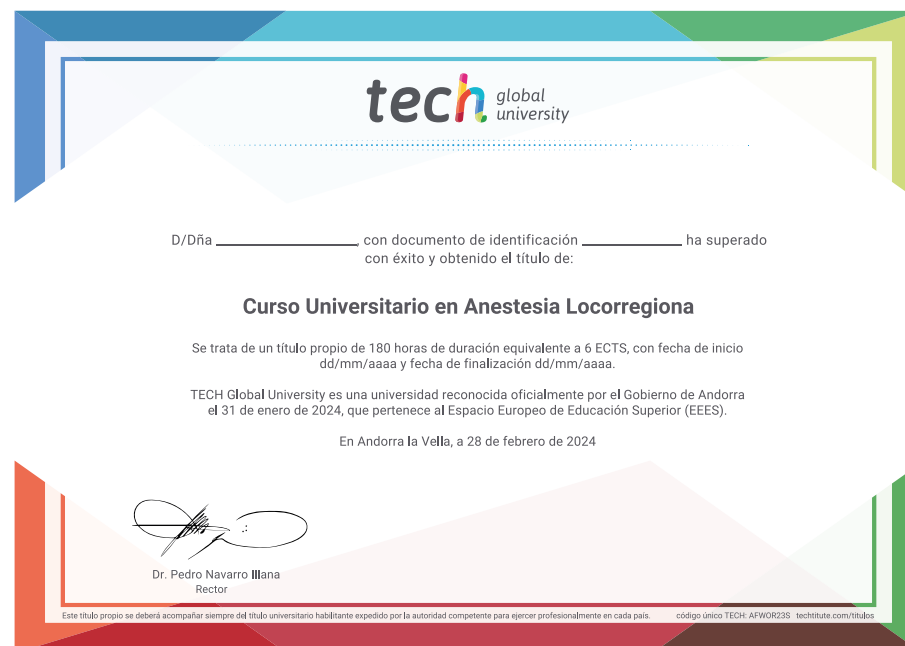 tech global university
D/Dña ____________________, con documento de identificación ______________ ha superado
con éxito y obtenido el título de:
Curso Universitario en Anestesia Locorregiona
Se trata de un título propio de 180 horas de duración equivalente a 6 ECTS, con fecha de inicio
dd/mm/aaaa y fecha de finalización dd/mm/aaaa.
TECH Global University es una universidad reconocida oficialmente por el Gobierno de Andorra
el 31 de enero de 2024, que pertenece al Espacio Europeo de Educación Superior (EEES).
En Andorra la Vella, a 28 de febrero de 2024
Dr. Pedro Navarro Illana
Rector
Este título propio se deberá acompañar siempre del título universitario habilitante expedido por la autoridad competente para ejercer profesionalmente en cada país. código único TECH: AFWOR23S techtitute.com/titulos